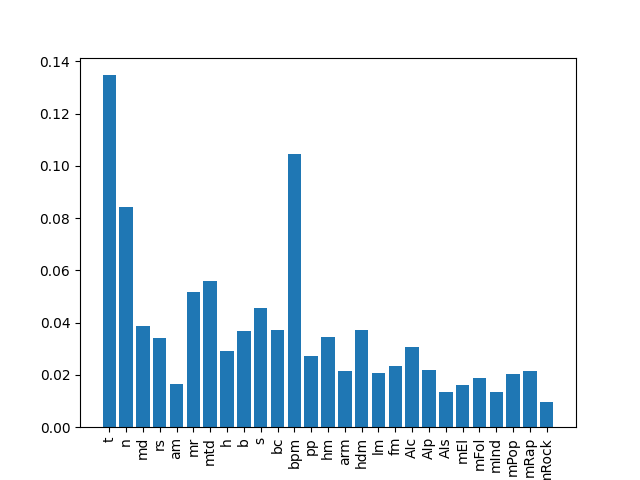 0.14
0.12
0.10
0.08
0.06
0.04
0.02
0.00
t
n
md
rs
am
mr
mtd
h
b
s
bc
bpm
pp
hm
arm
hdm
lm
fm
Alc
Alp
Als
mEl
mFol
mInd
mPop
mRap
mRock